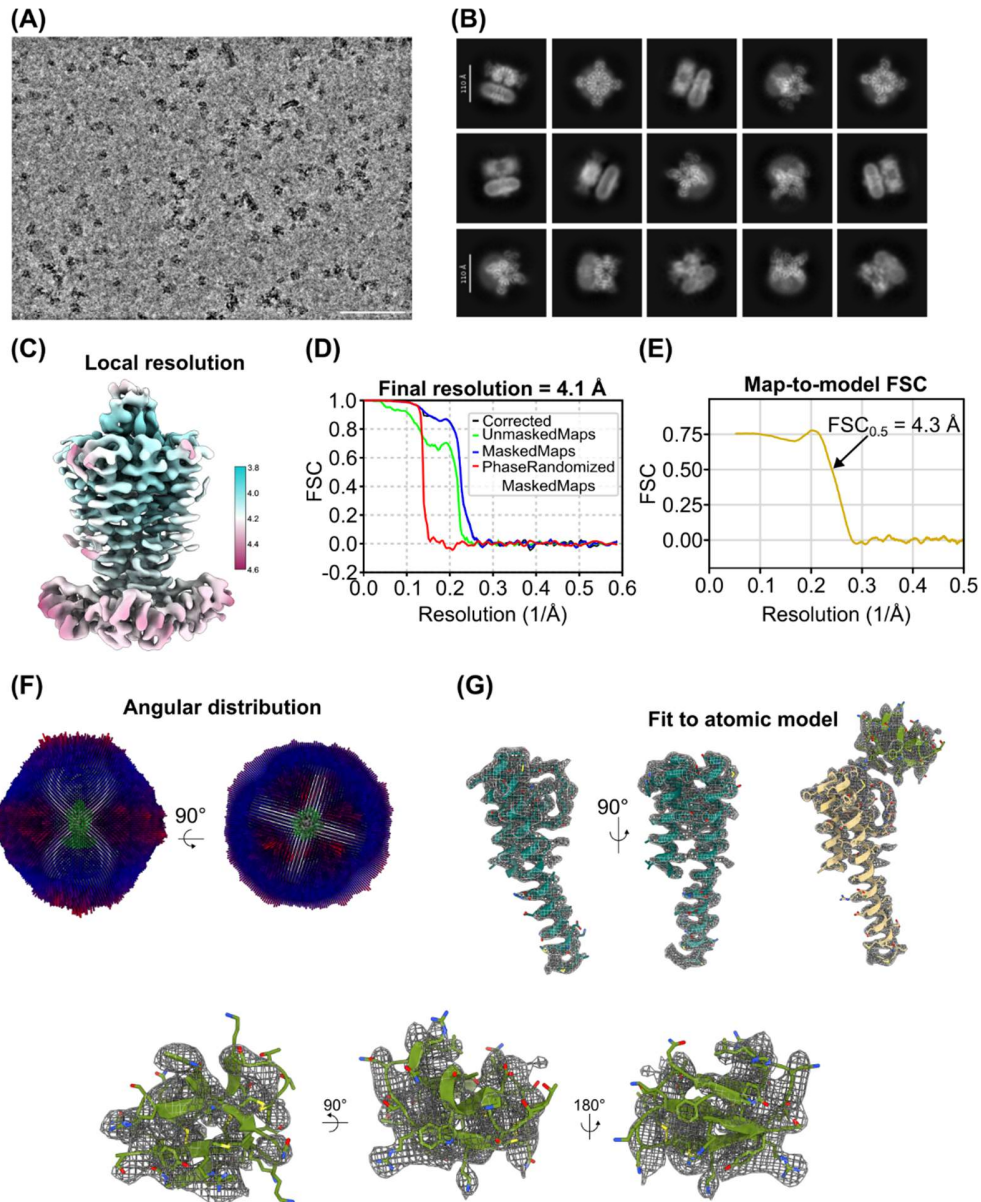 (A)
(B)
110 Å
110 Å
(C)
Local resolution
3.8
4.0
4.2
4.4
4.6
(D)
Final resolution = 4.1 Å
1.0
0.8
0.6
0.4
0.2
0.0
-0.2
FSC
Corrected
UnmaskedMaps
MaskedMaps
PhaseRandomized
MaskedMaps
0.0 0.1 0.2 0.3 0.4 0.5 0.6
Resolution (1/Å)
(E)
Map-to-model FSC
FSC0.5 = 4.3 Å
0.75
0.50
0.25
0.00
FSC
0.0 0.1 0.2 0.3 0.4 0.5
Resolution (1/Å)
(F)
Angular distribution
90°
(G)
Fit to atomic model
90°
90°
180°